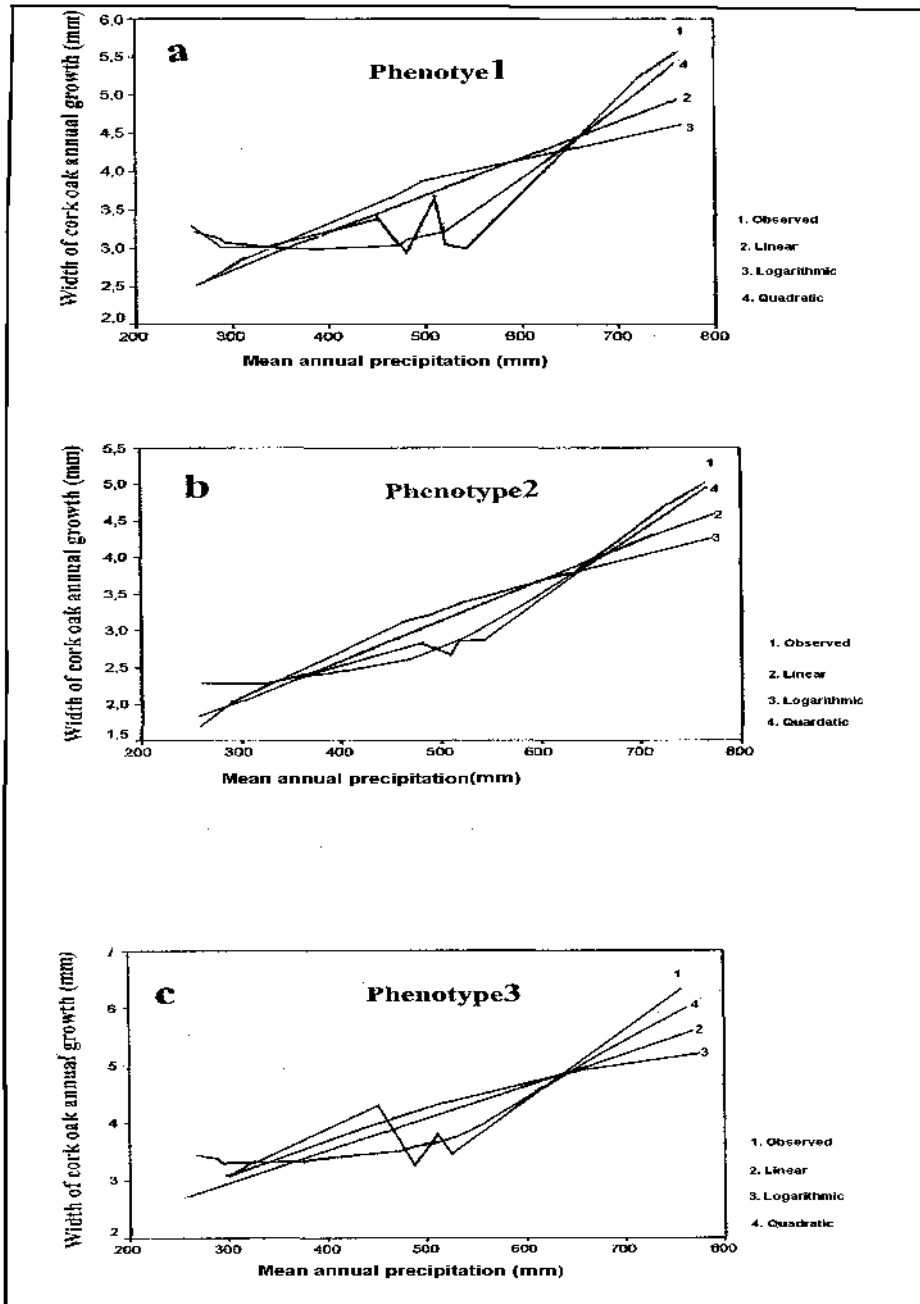 a
Phenotye1
Width of cork oak annual growth (mm)
6,0
5,5
5,0
4,5
4,0
3,5
3,0
2,5
2,0
200
300
400
500
600
700
800
Mean annual precipitation (mm)
1
4
2
3
1. Observed
2. Linear
3. Logarithmic
4. Quadratic
b
Phenotype2
Width of cork oak annual growth (mm)
5,5
5,0
4,5
4,0
3,5
3,0
2,5
2,0
1,5
200
300
400
500
600
700
800
Mean annual precipitation(mm)
1
4
2
3
1. Observed
2. Linear
3. Logarithmic
4. Quardatic
c
Phenotype3
Width of cork oak annual growth (mm)
7
6
5
4
3
2
200
300
400
500
600
700
800
Mean annual precipitation (mm)
1
4
2
3
1. Observed
2. Linear
3. Logarithmic
4. Quadratic